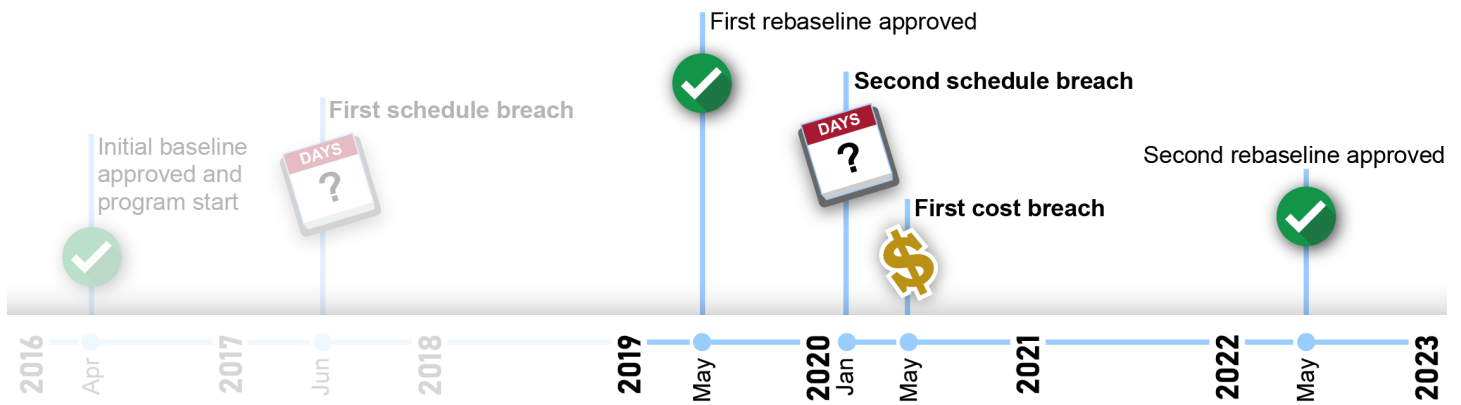 First rebaseline approved
Second schedule breach
DAYS
?
First schedule breach
DAYS
?
Initial baseline
approved and
program start
Second rebaseline approved
First cost breach
$
2016
Apr
2017
Jun
2018
2019
May
2020
Jan
May
2021
2022
May
2023